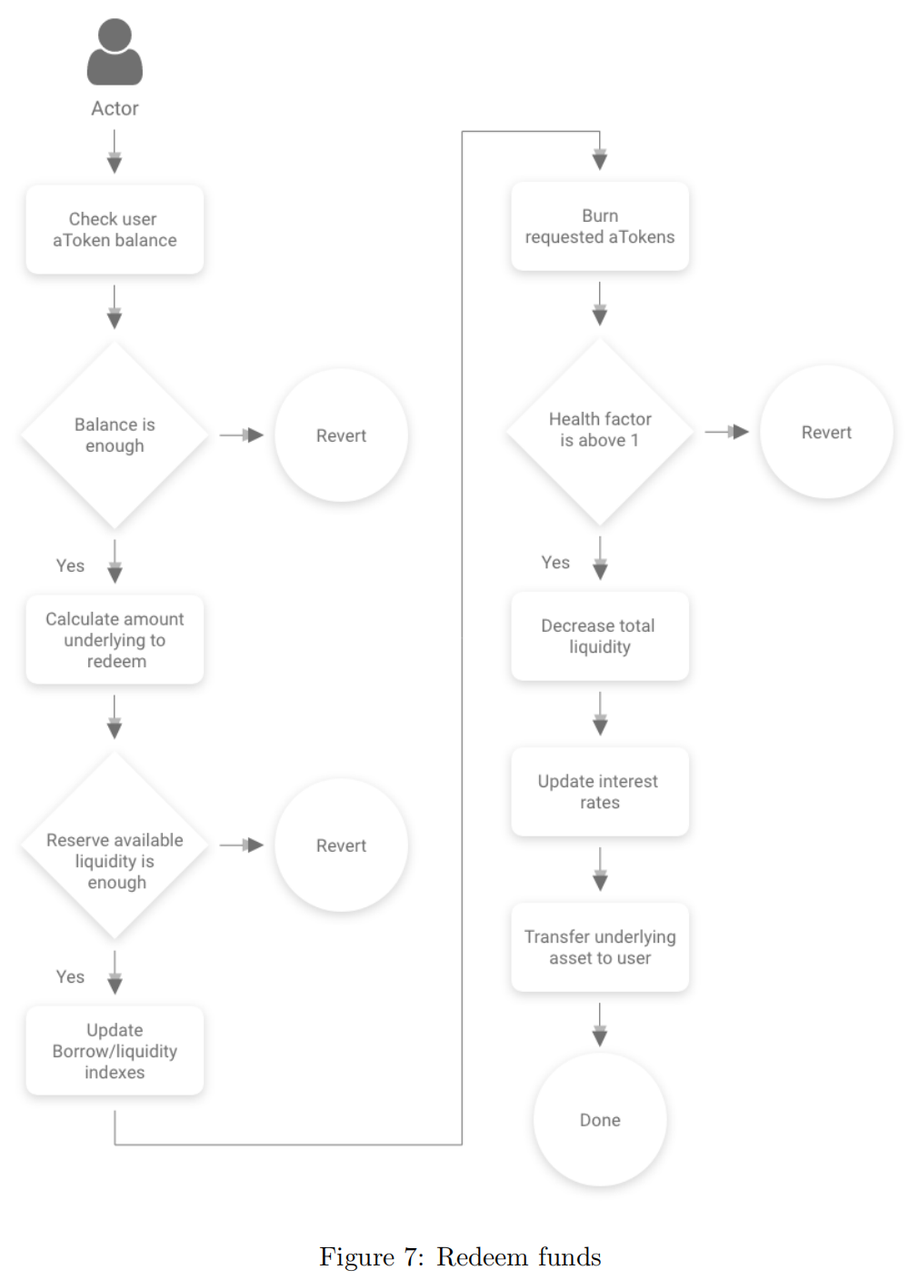 Actor
Check user
aToken balance
Balance is
enough
Revert
Yes
Calculate amount
underlying to
redeem
Reserve available
liquidity is
enough
Revert
Yes
Update
Borrow/liquidity
indexes
Burn
requested aTokens
Health factor
is above 1
Revert
Yes
Decrease total
liquidity
Update interest
rates
Transfer underlying
asset to user
Done
Figure 7: Redeem funds